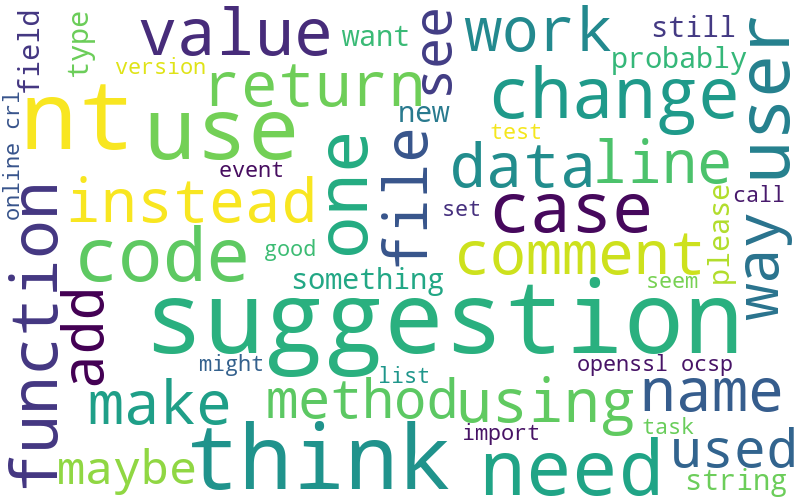 field
type
value
want
see
work
still
probably
user
version
return
nt
online crl
use
new
change
test
file
one
event
data
line
instead
set
case
call
please
way
function
code
good
comment
something
seem
add
suggestion
might
list
openssl ocsp
make
method
using
name
maybe
think
import
need
task
used
string